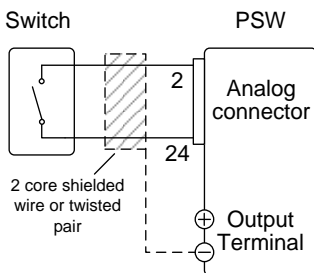 Switch
PSW
2
Analog
connector
24
2 core shielded
wire or twisted
pair
+
Output
Terminal
−